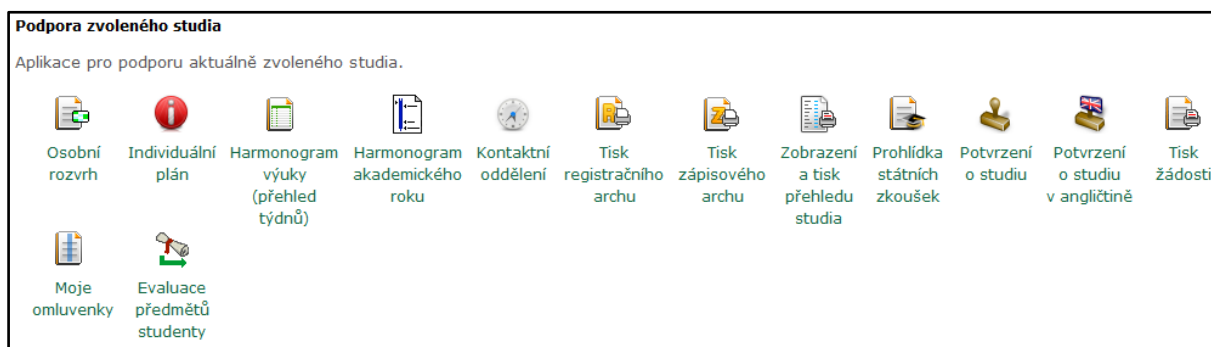 Podpora zvoleného studia
Aplikace pro podporu aktuálně zvoleného studia.
Osobní
rozvrh
Individuální
plán
Harmonogram
výuky
(přehled
týdnů)
Harmonogram
akademického
roku
Kontaktní
oddělení
Tisk
registračního
archu
Tisk
zápisového
archu
Zobrazení
a tisk
přehledu
studia
Prohlídka
státních
zkoušek
Potvrzení
o studiu
Potvrzení
o studiu
v angličtině
Tisk
žádosti
Moje
omluvenky
Evaluace
předmětů
studenty